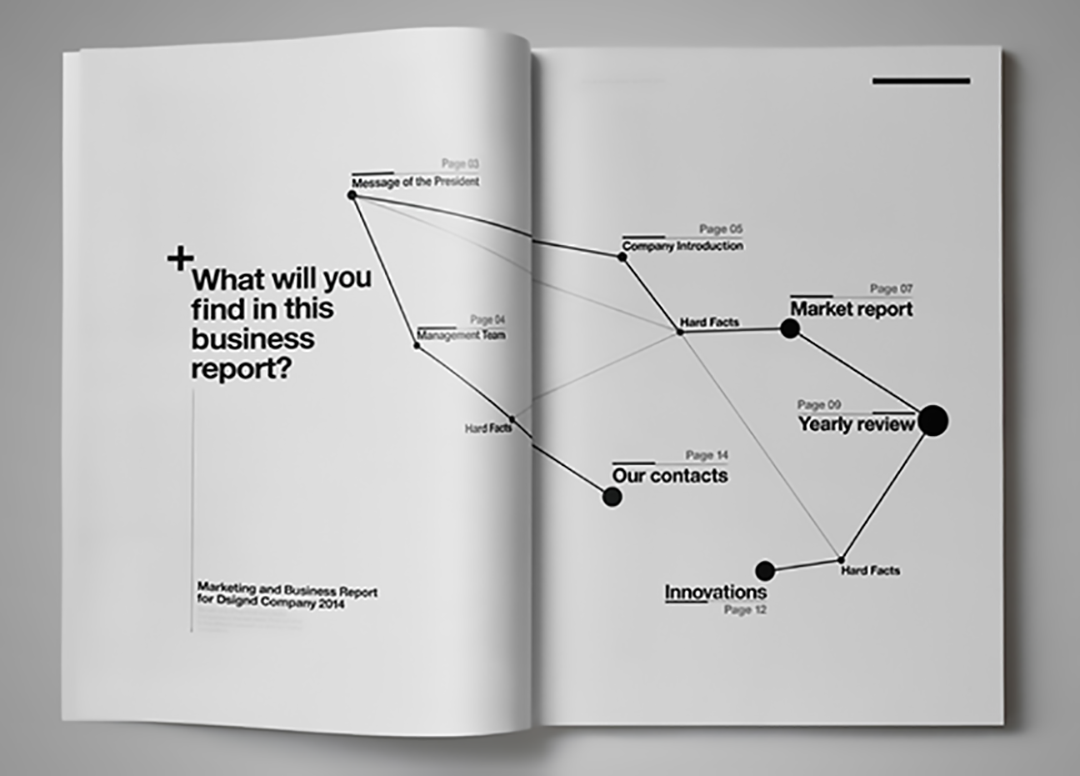 Page 03
Message of the President
+
What will you
find in this
business
report?
Page 04
Management Team
Hard Facts
Marketing and Business Report
for Dsignd Company 2014
Page 05
Company Introduction
Hard Facts
Page 07
Market report
Page 09
Yearly review
Page 14
Our contacts
Hard Facts
Innovations
Page 12